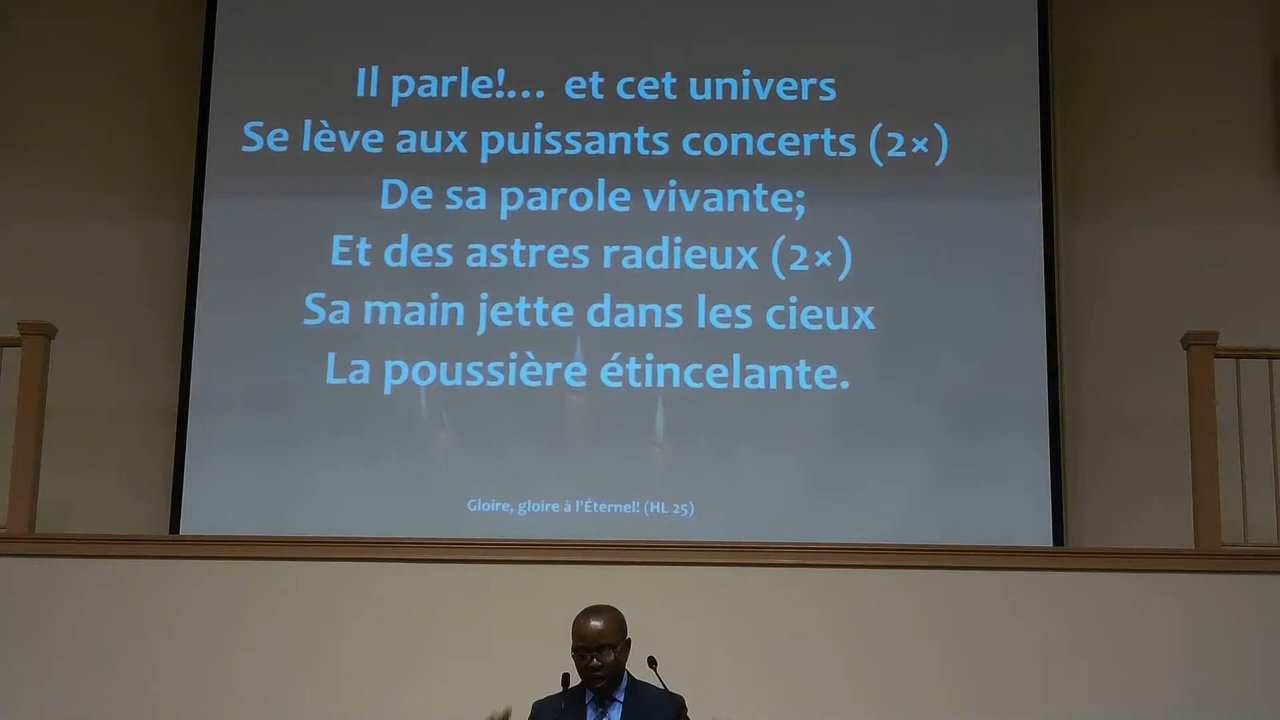 Il parle!... et cet univers
Se lève aux puissants concerts (2×)
De sa parole vivante;
Et des astres radieux (2×)
Sa main jette dans les cieux
La poussière étincelante.
Gloire, gloire à l'Éternel! (HL 25)